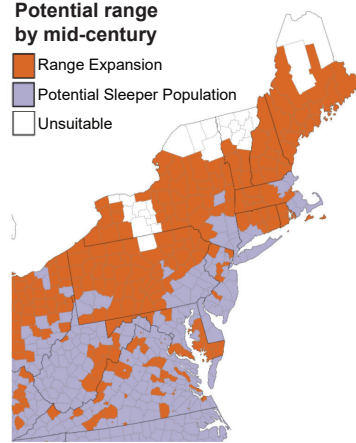 Potential range
by mid-century
Range Expansion
Potential Sleeper Population
Unsuitable